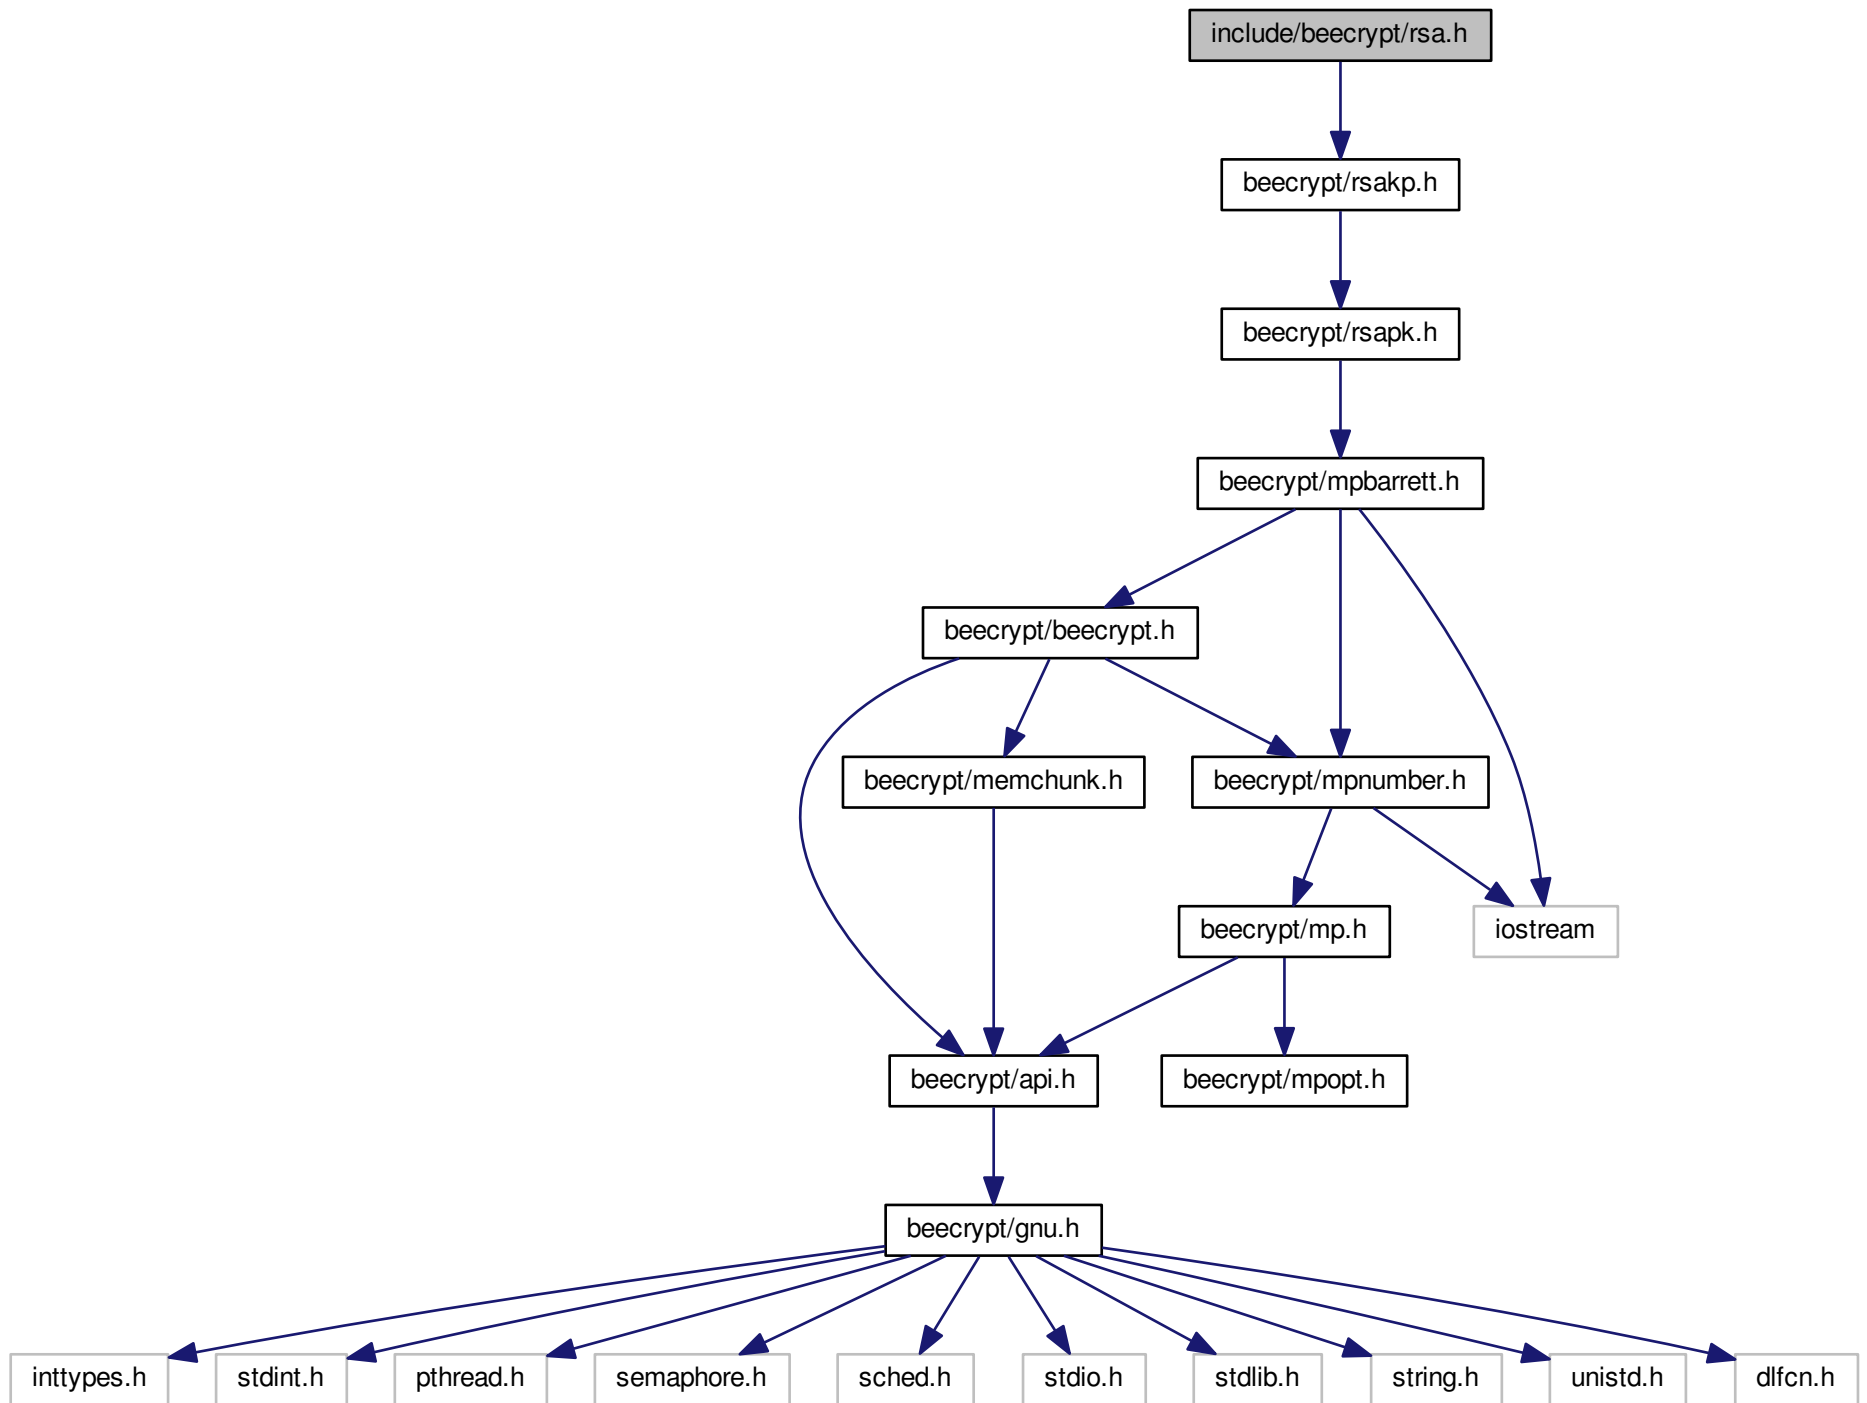 include/beecrypt/rsa.h
beecrypt/rsakp.h
beecrypt/rsapk.h
beecrypt/mpbarrett.h
beecrypt/beecrypt.h
beecrypt/memchunk.h
beecrypt/mpnumber.h
beecrypt/mp.h
iostream
beecrypt/api.h
beecrypt/mpopt.h
beecrypt/gnu.h
inttypes.h
stdint.h
pthread.h
semaphore.h
sched.h
stdio.h
stdlib.h
string.h
unistd.h
dlfcn.h